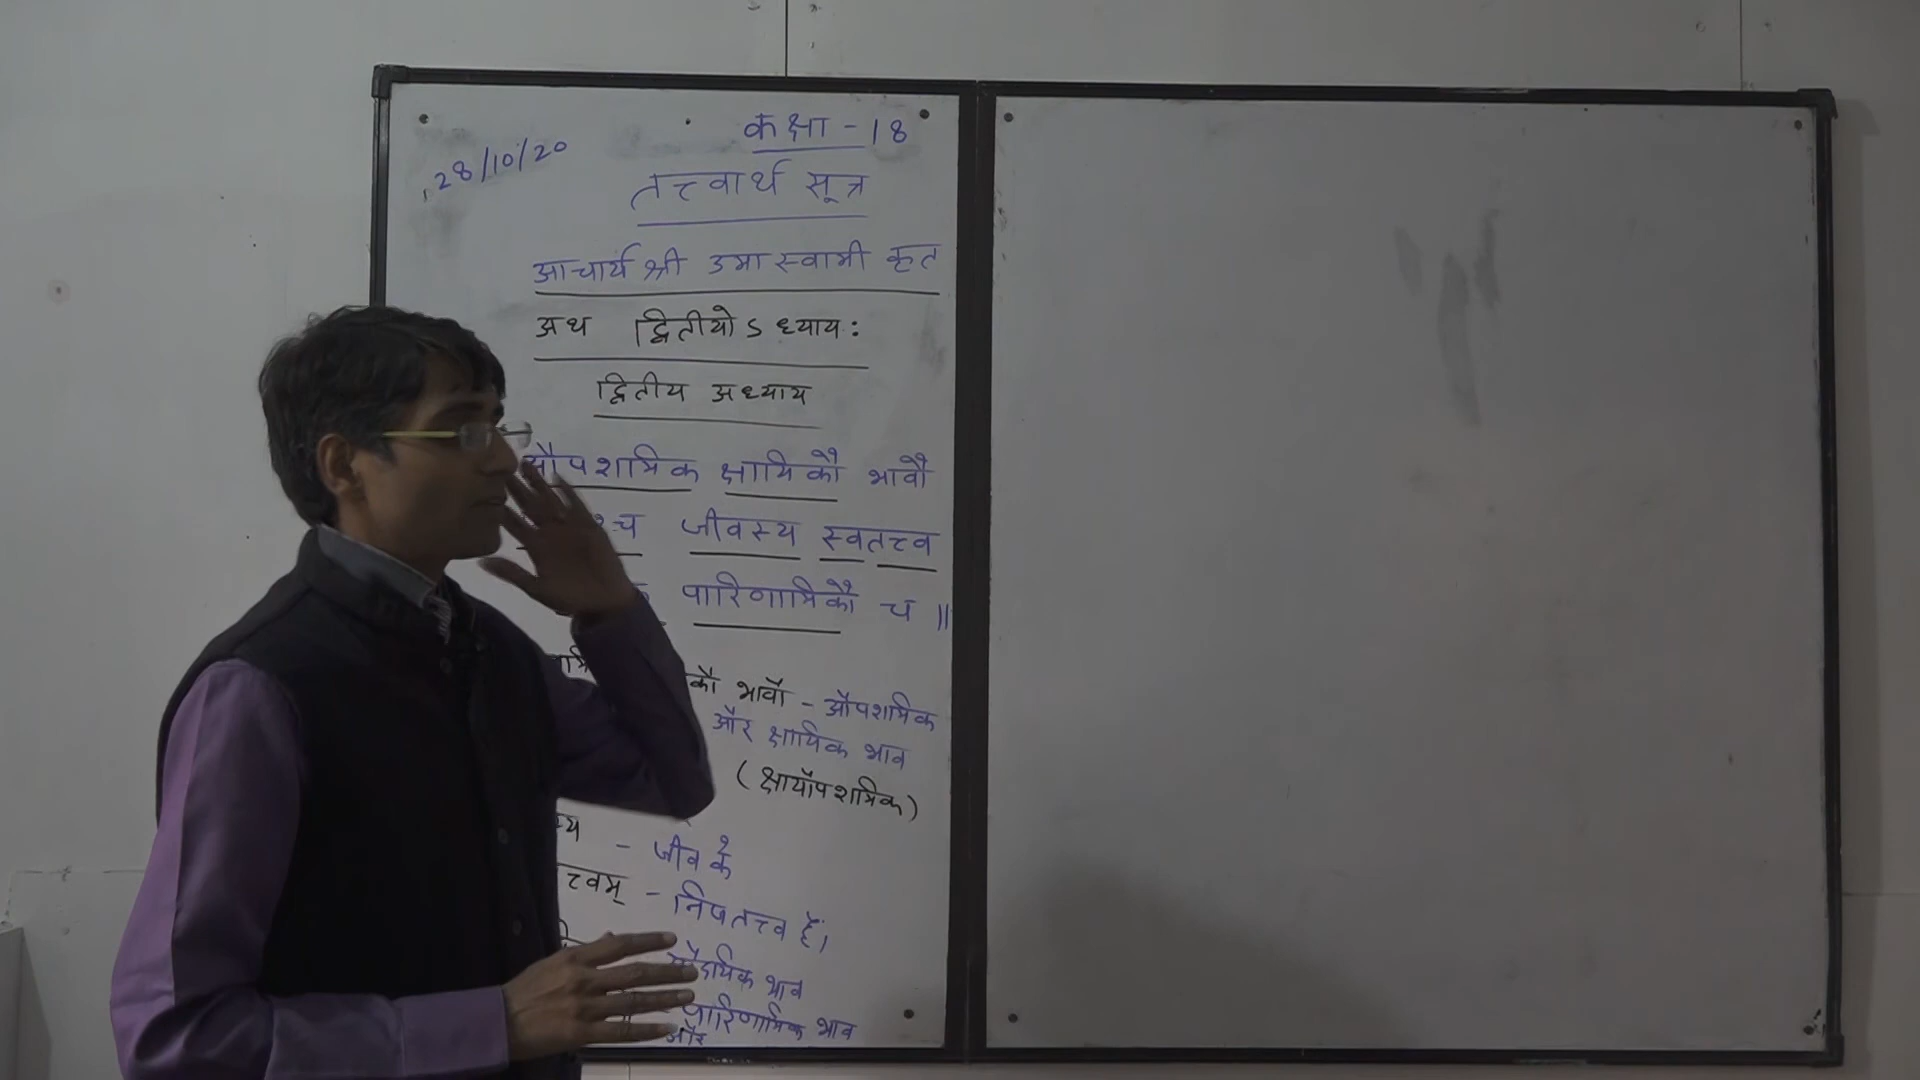 कक्षा - 18
28/10/20
तत्त्वार्थ सूत्र
आचार्य श्री उमास्वामी कृत
अथ द्वितीयोऽध्यायः
द्वितीय अध्याय
औपशमिक क्षायिकौ भावौ
जीवस्य स्वतत्त्व
पारिणामिकौ च ॥
कौ भावौ - औपशमिक
और क्षायिक भाव
(क्षायोपशमिक)
- जीव के
- निजतत्त्व हैं।
औदयिक भाव
- पारिणामिक भाव
और